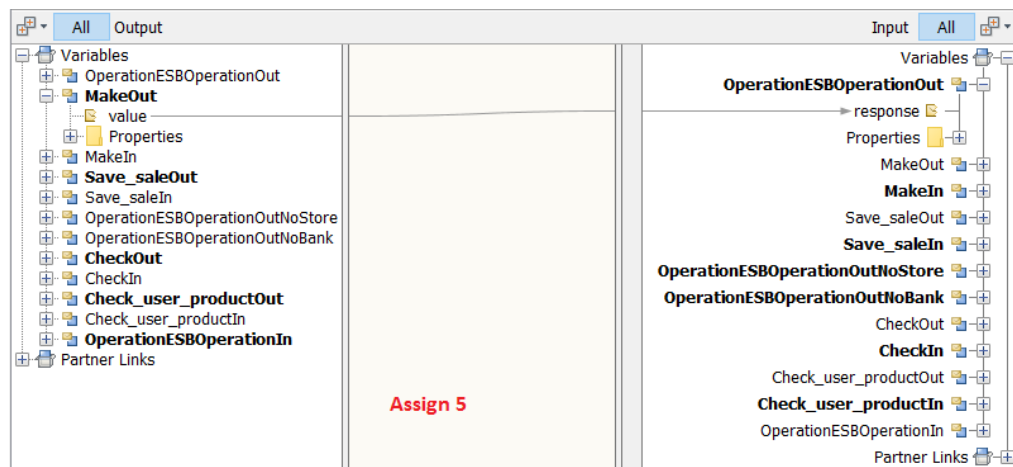 All Output Input All
Variables
OperationESBOperationOut
MakeOut
value
Properties
MakeIn
Save_saleOut
Save_saleIn
OperationESBOperationOutNoStore
OperationESBOperationOutNoBank
CheckOut
CheckIn
Check_user_productOut
Check_user_productIn
OperationESBOperationIn
Partner Links
Assign 5
Variables
OperationESBOperationOut
response
Properties
MakeOut
MakeIn
Save_saleOut
Save_saleIn
OperationESBOperationOutNoStore
OperationESBOperationOutNoBank
CheckOut
CheckIn
Check_user_productOut
Check_user_productIn
OperationESBOperationIn
Partner Links